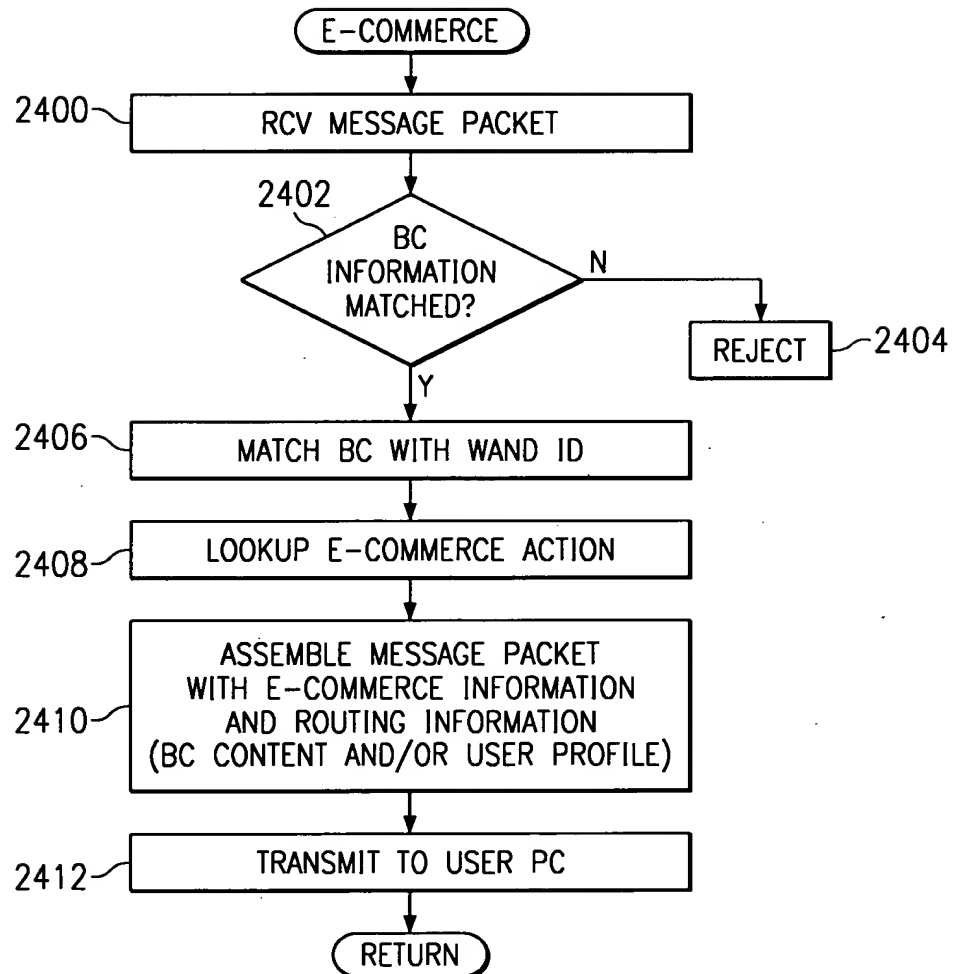 E-COMMERCE
2400
RCV MESSAGE PACKET
2402
BC
INFORMATION
MATCHED?
N
REJECT
2404
Y
2406
MATCH BC WITH WAND ID
2408
LOOKUP E-COMMERCE ACTION
2410
ASSEMBLE MESSAGE PACKET
WITH E-COMMERCE INFORMATION
AND ROUTING INFORMATION
(BC CONTENT AND/OR USER PROFILE)
2412
TRANSMIT TO USER PC
RETURN